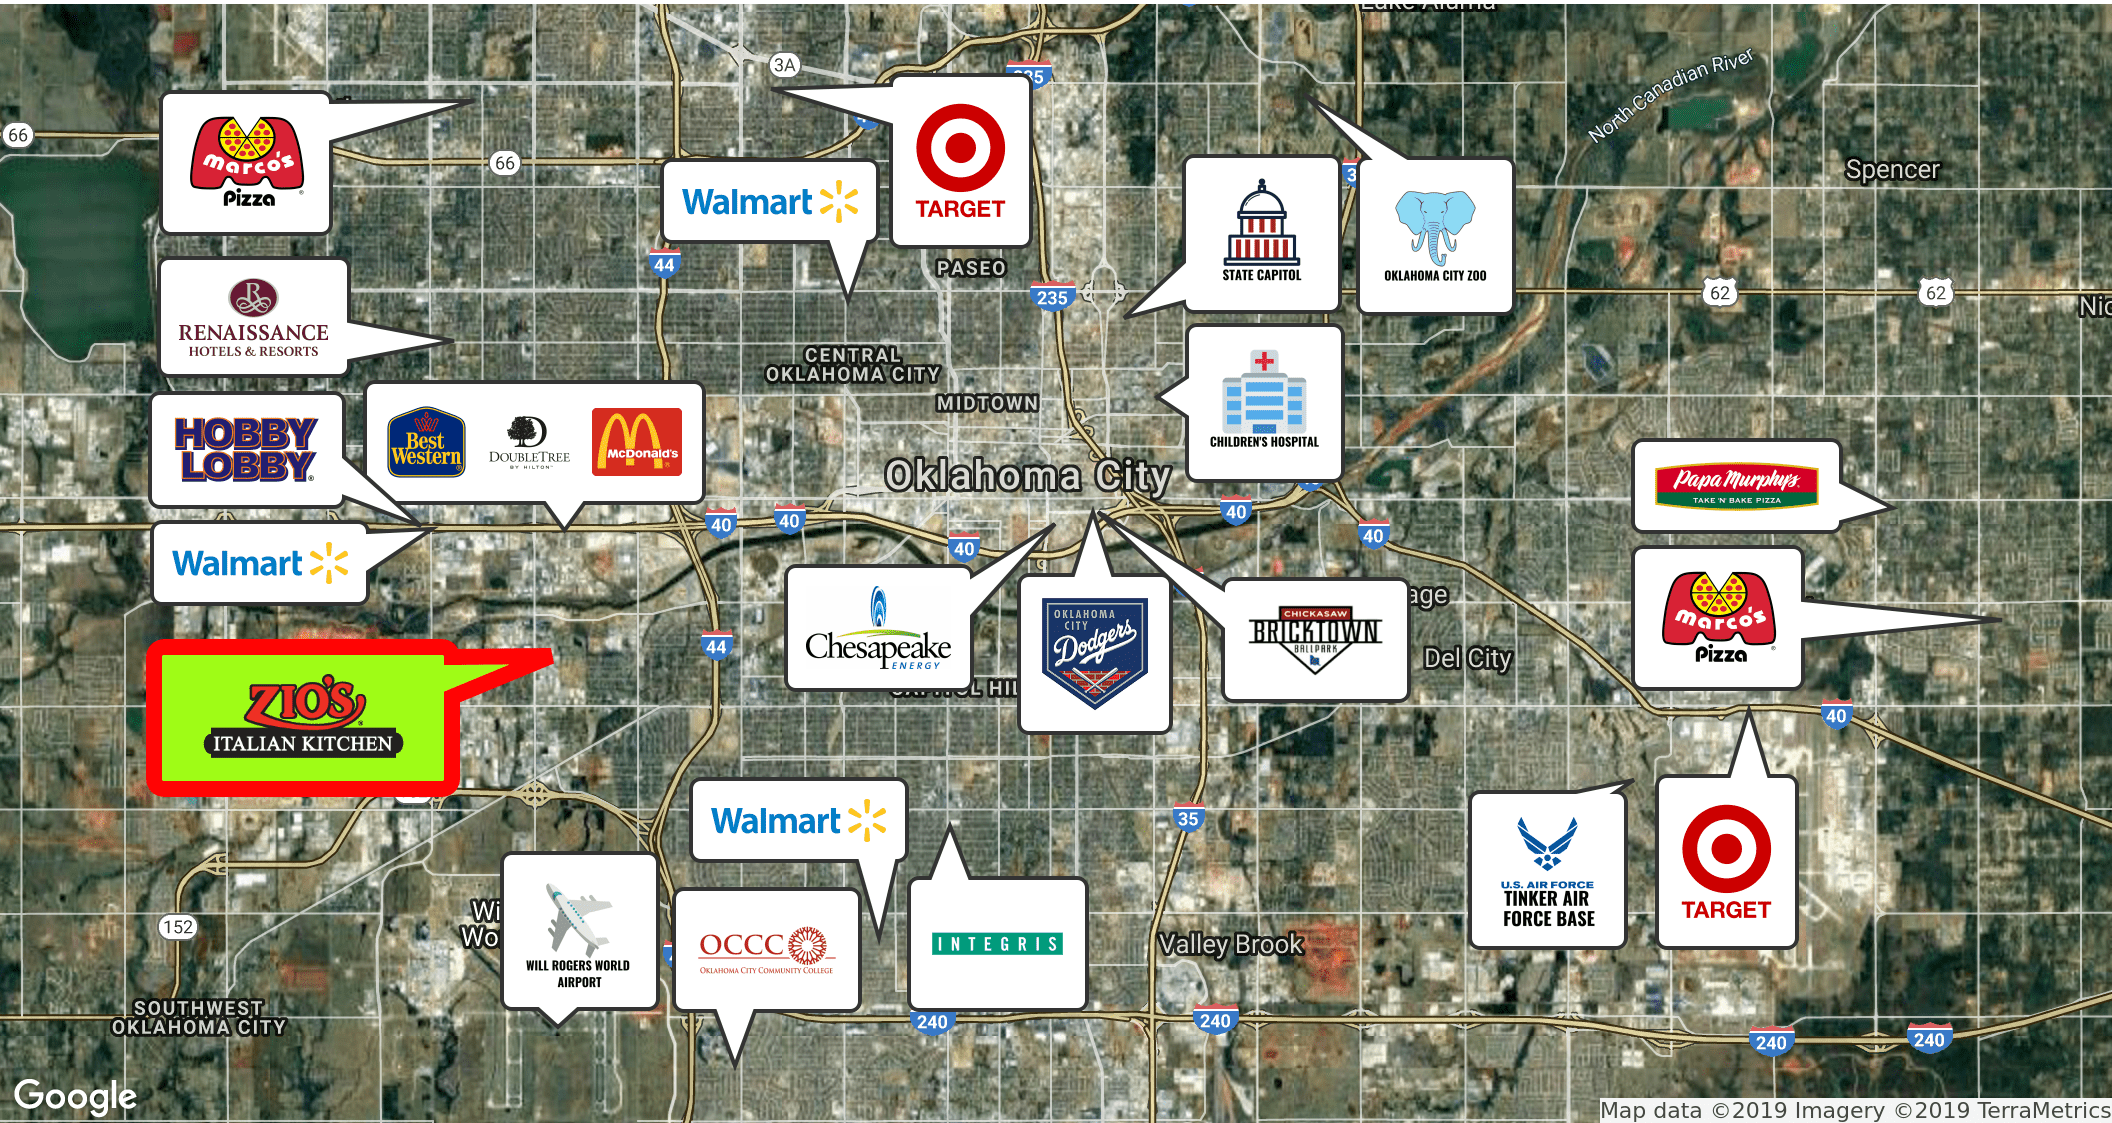 Lake Aluma
3A
235
66
66
Marco's
Pizza
TARGET
North Canadian River
Spencer
Walmart
STATE CAPITOL
OKLAHOMA CITY ZOO
44
PASEO
235
62
62
RENAISSANCE
HOTELS & RESORTS
CENTRAL
OKLAHOMA CITY
MIDTOWN
CHILDREN'S HOSPITAL
HOBBY
LOBBY
Best
Western
DOUBLETREE
BY HILTON
McDonald's
Oklahoma City
Papa Murphy's
TAKE 'N' BAKE PIZZA
40
40
40
40
40
Walmart
Chesapeake
ENERGY
OKLAHOMA
CITY
Dodgers
CHICKASAW
BRICKTOWN
BALLPARK
Del City
Marco's
Pizza
44
ZIO'S
ITALIAN KITCHEN
40
Walmart
35
U.S. AIR FORCE
TINKER AIR
FORCE BASE
TARGET
152
WILL ROGERS WORLD
AIRPORT
OCCC
OKLAHOMA CITY COMMUNITY COLLEGE
INTEGRIS
Valley Brook
SOUTHWEST
OKLAHOMA CITY
240
240
240
240
Google
Map data ©2019 Imagery ©2019 TerraMetrics